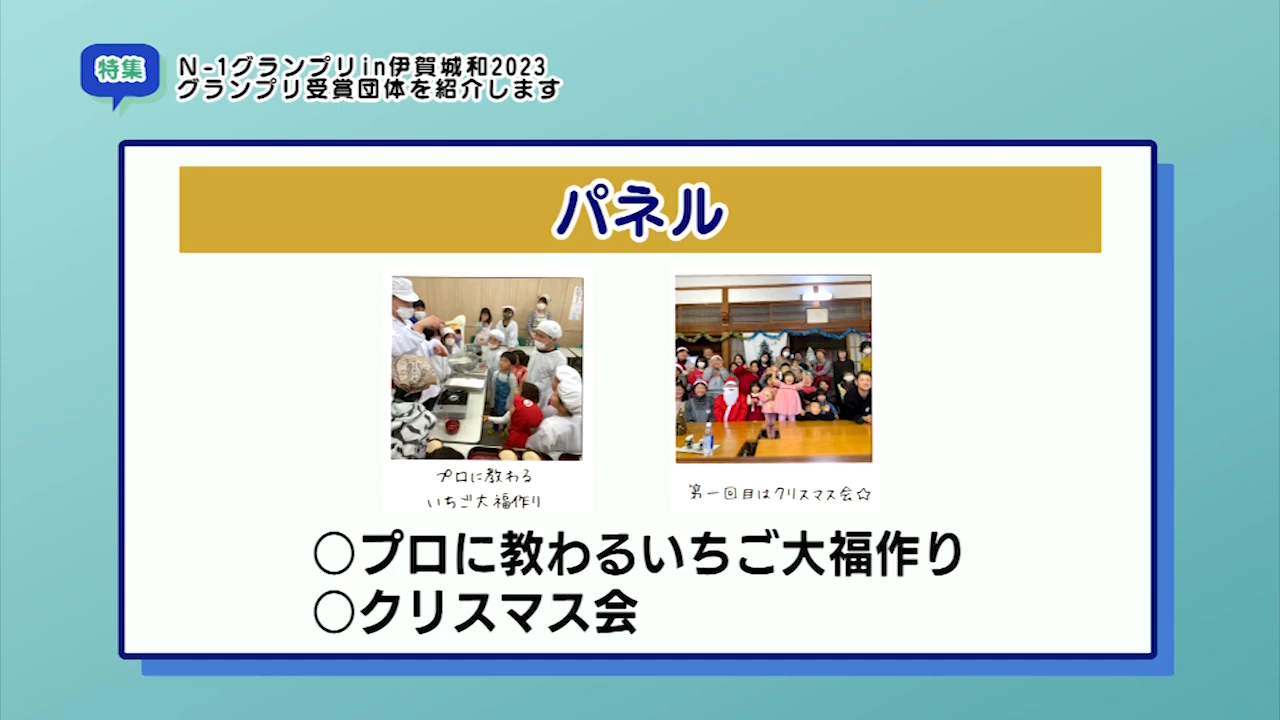 特集
N-1グランプリin伊賀城和2023
グランプリ受賞団体を紹介します
パネル
プロに教わる
いちご大福作り
第一回目はクリスマス会☆
○プロに教わるいちご大福作り
○クリスマス会